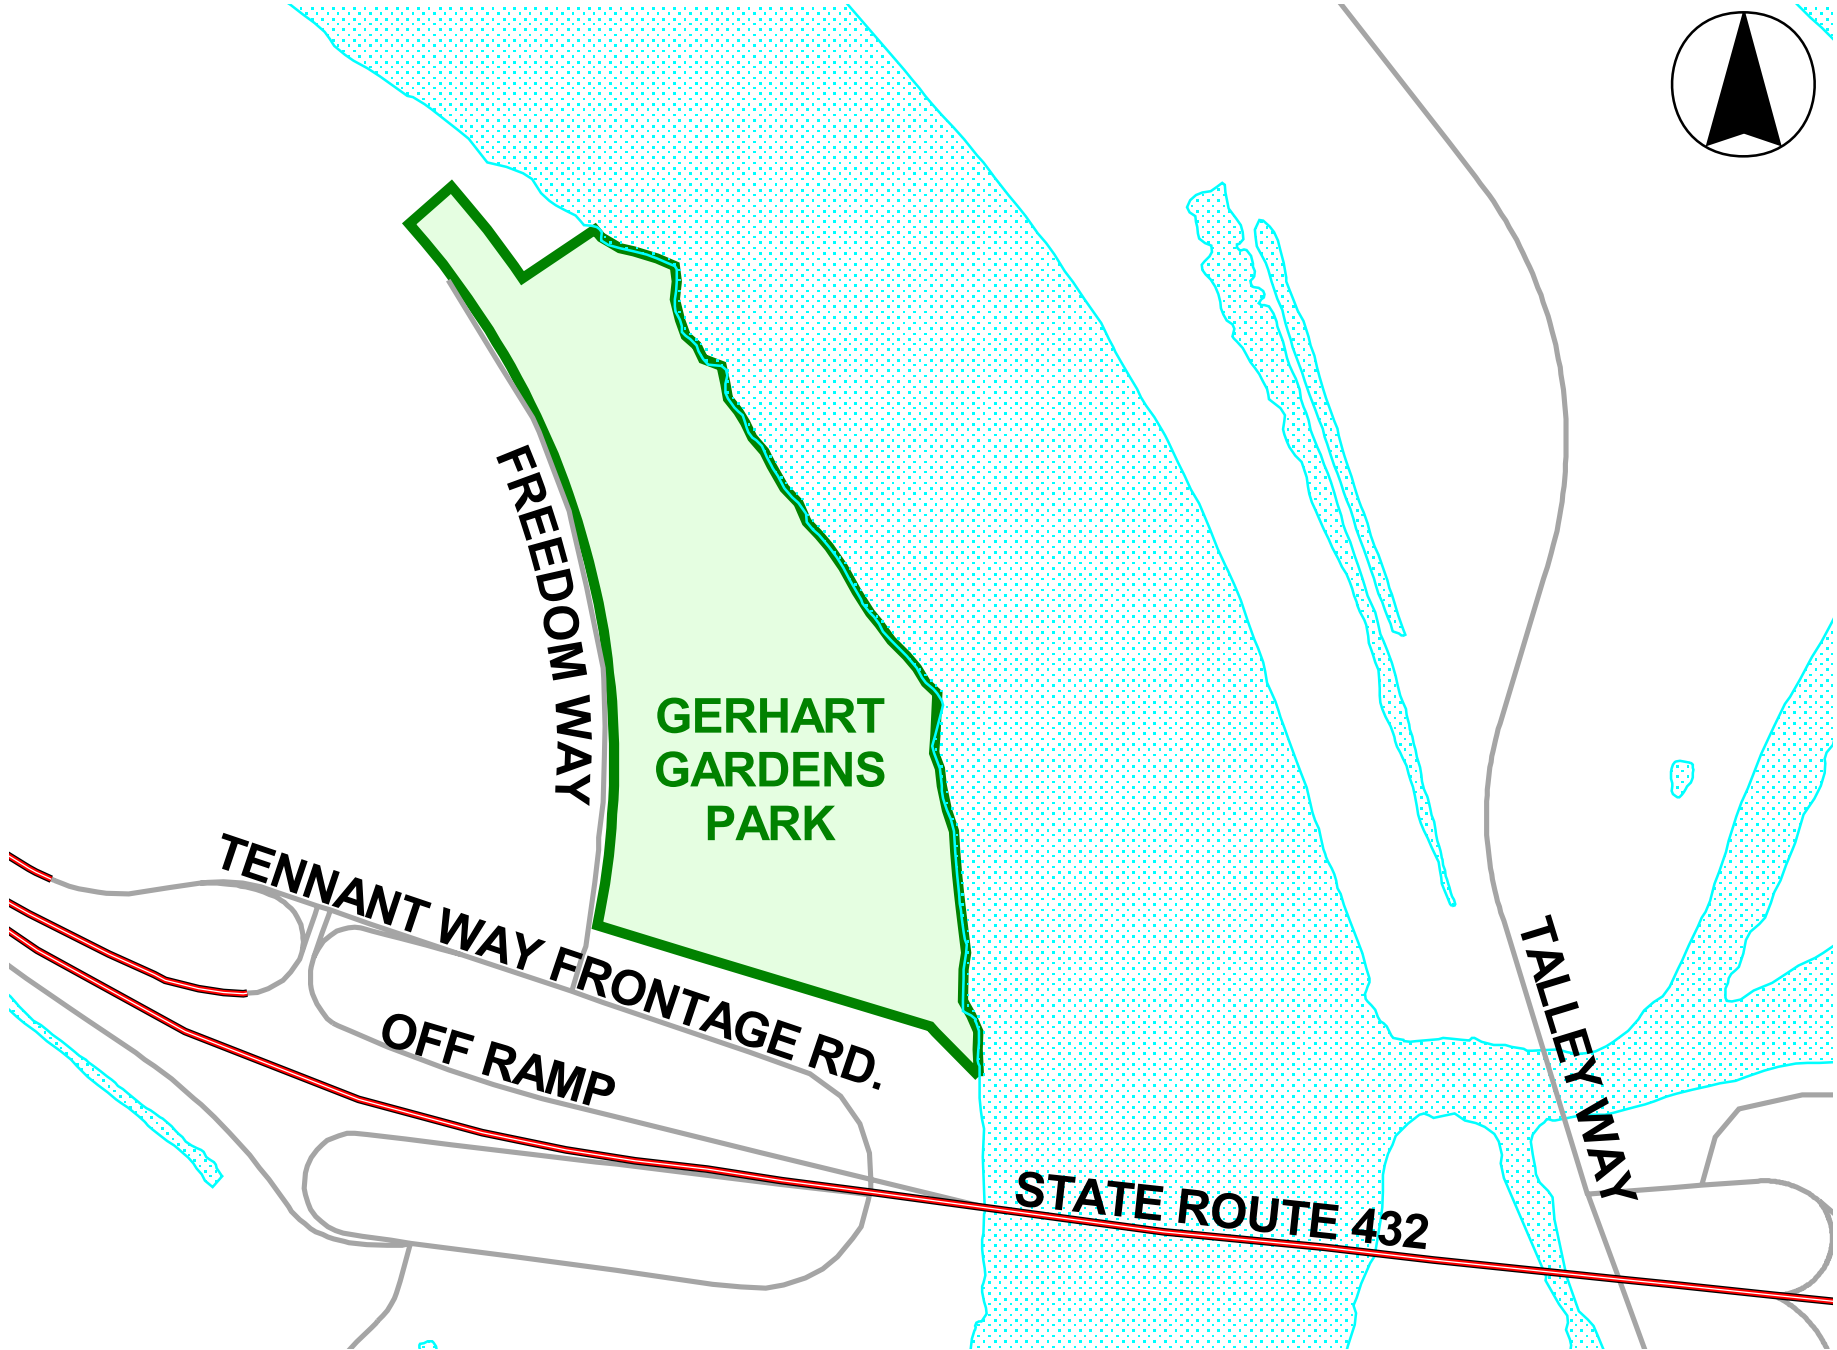 FREEDOM WAY
GERHART
GARDENS
PARK
TENNANT WAY FRONTAGE RD.
OFF RAMP
TALLEY WAY
STATE ROUTE 432